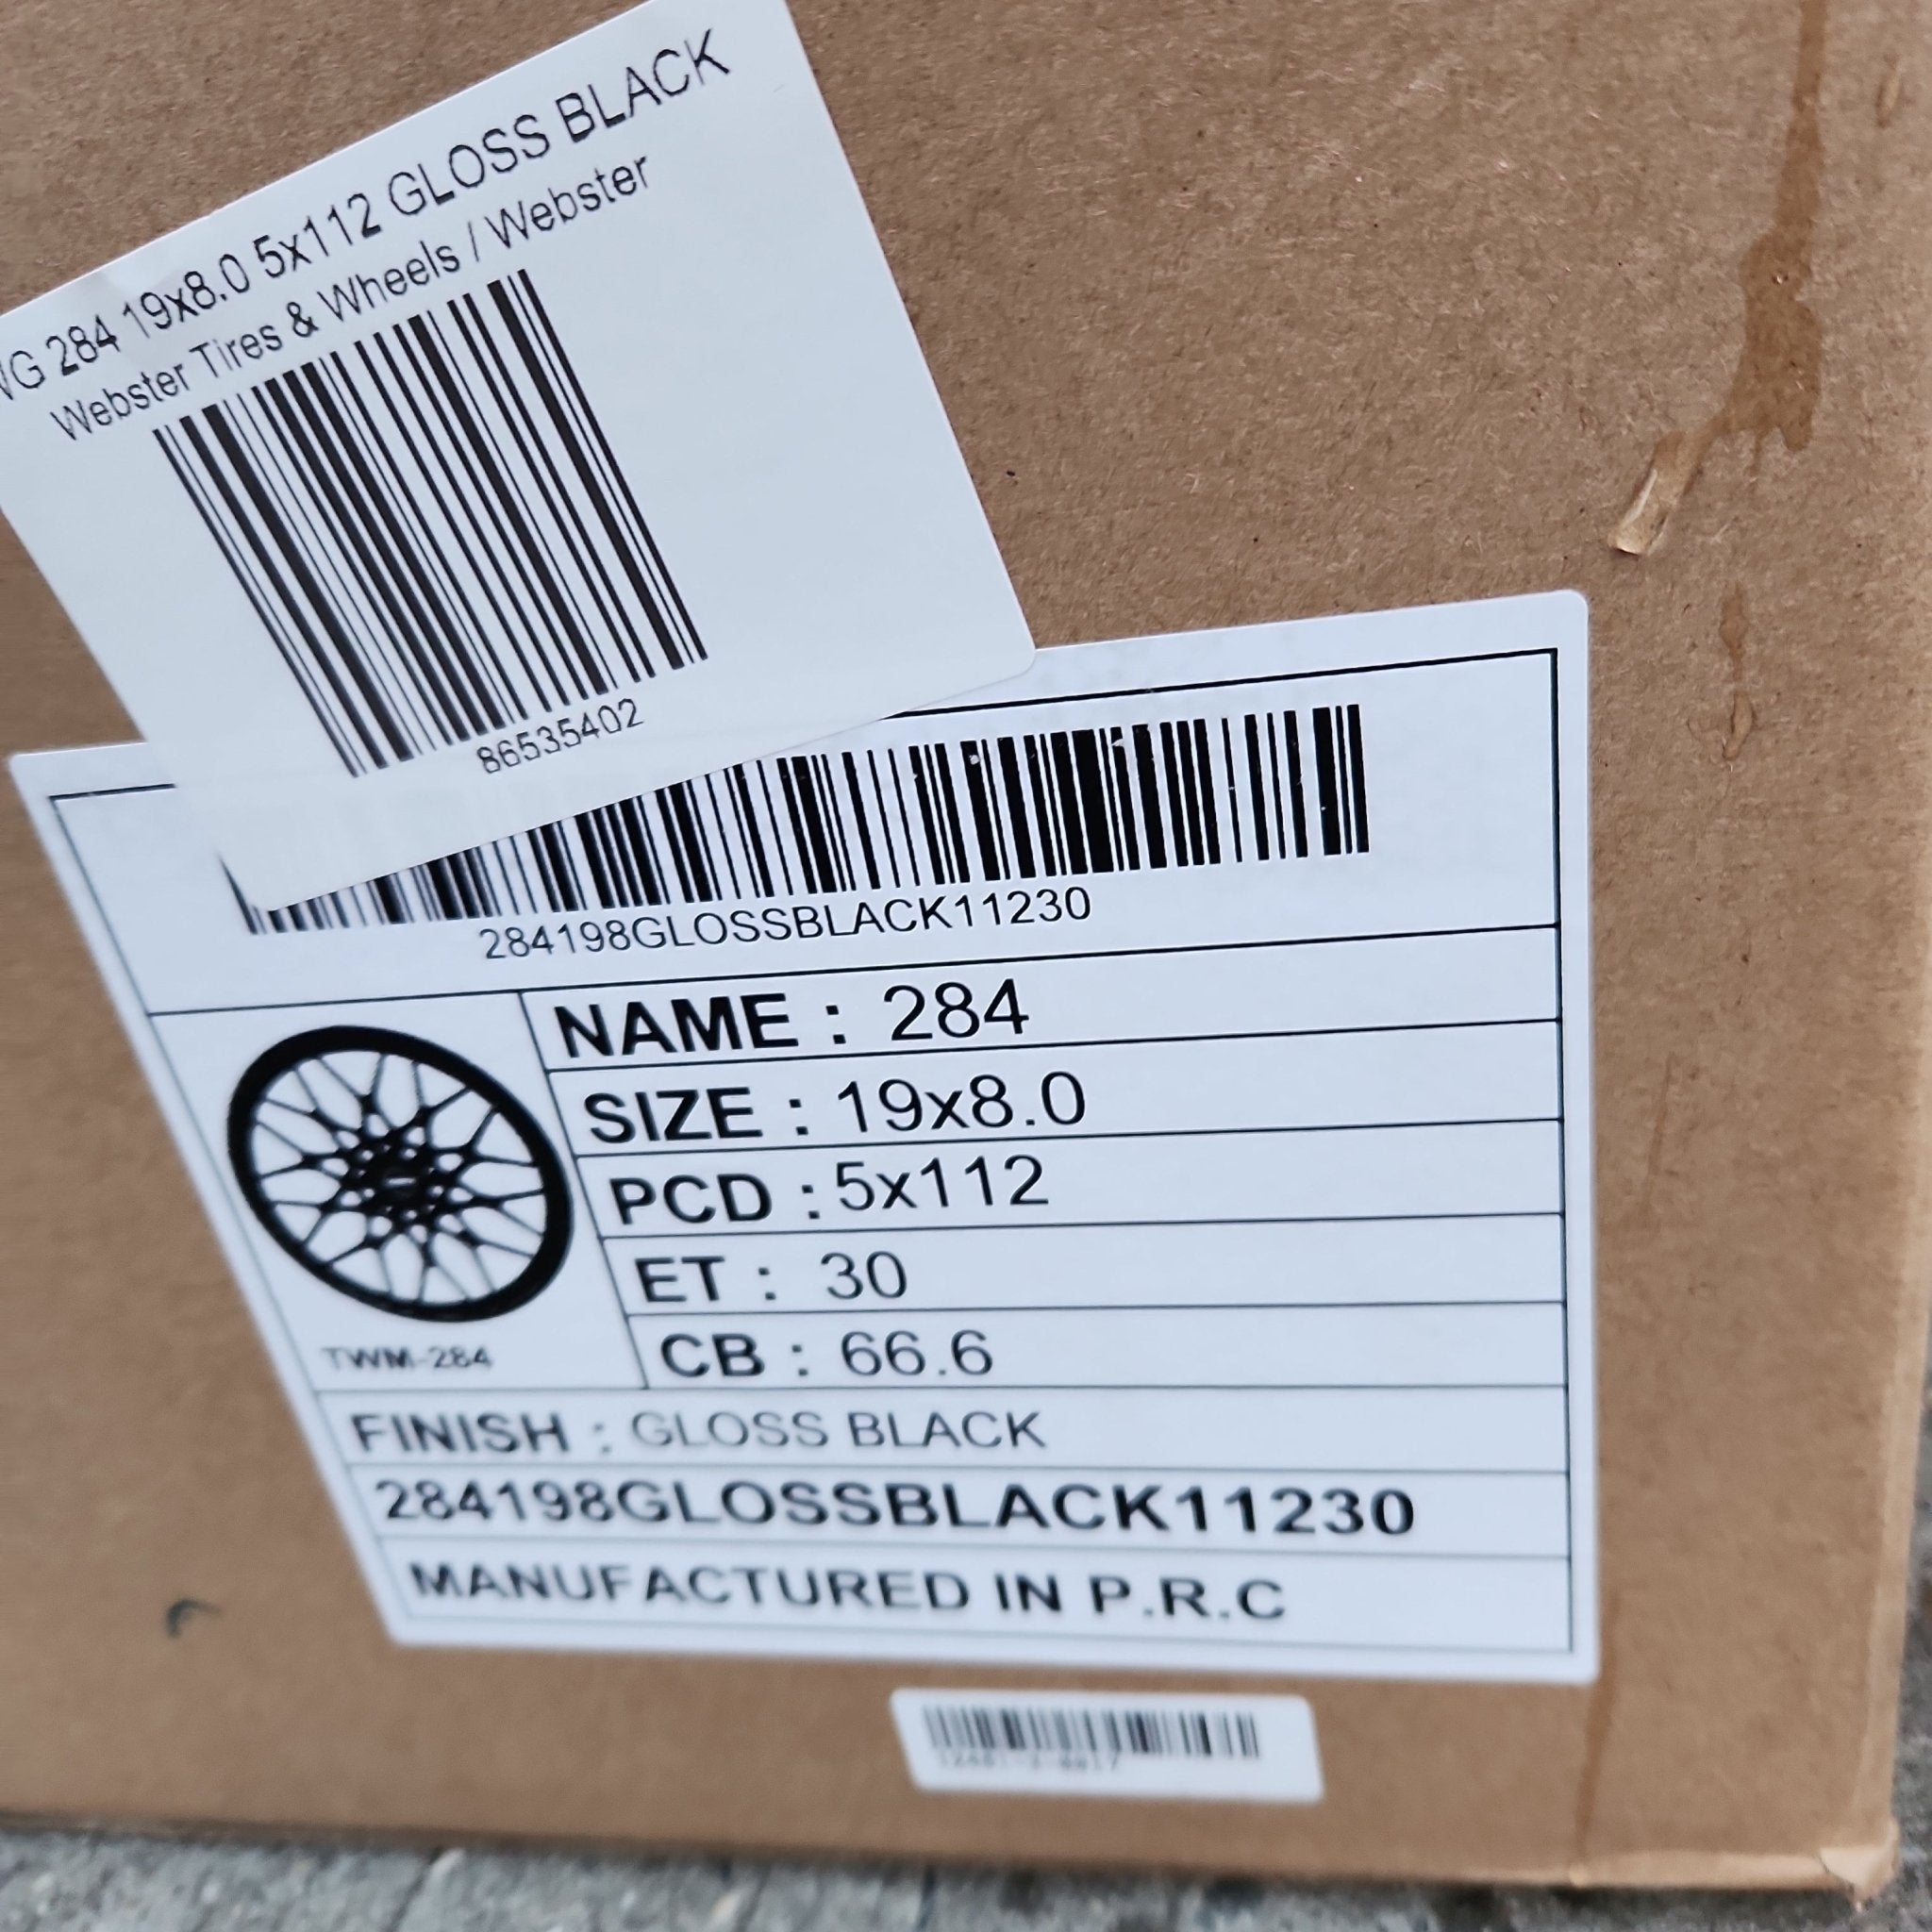 284 19x8.0 5x112 GLOSS BLACK
Webster Tires & Wheels / Webster
86535402
284198GLOSSBLACK11230
NAME : 284
SIZE : 19x8.0
PCD : 5x112
ET : 30
CB : 66.6
TWM-284
FINISH : GLOSS BLACK
284198GLOSSBLACK11230
MANUFACTURED IN P.R.C